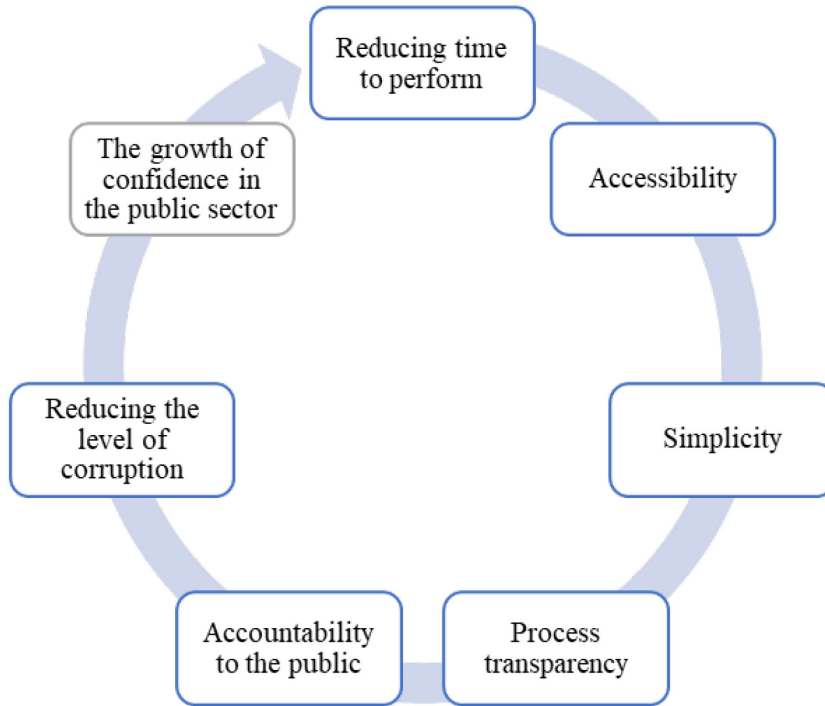 Reducing time
to perform
Accessibility
Simplicity
Process
transparency
Accountability
to the public
Reducing the
level of
corruption
The growth of
confidence in
the public sector